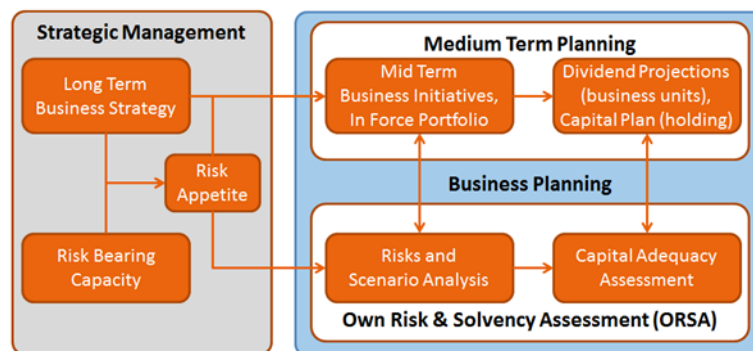 Strategic Management
Long Term
Business Strategy
Risk
Appetite
Risk Bearing
Capacity
Medium Term Planning
Mid Term
Business Initiatives,
In Force Portfolio
Dividend Projections
(business units),
Capital Plan (holding)
Business Planning
Risks and
Scenario Analysis
Capital Adequacy
Assessment
Own Risk & Solvency Assessment (ORSA)